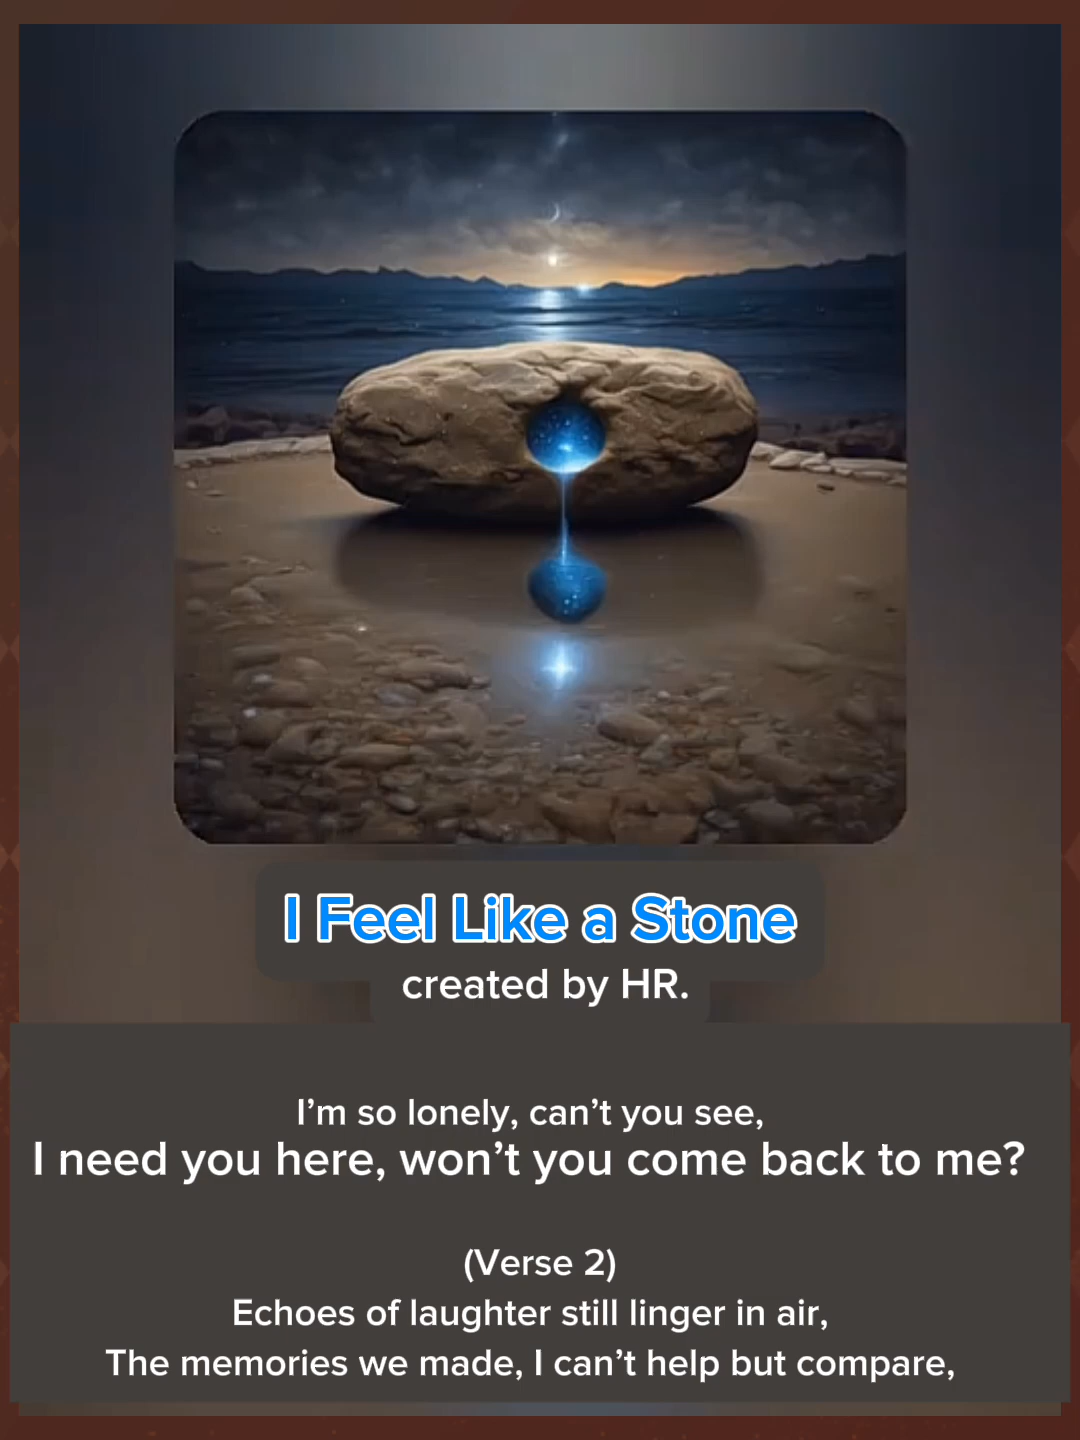 I Feel Like a Stone
created by HR.
I’m so lonely, can’t you see,
I need you here, won’t you come back to me?
(Verse 2)
Echoes of laughter still linger in air,
The memories we made, I can’t help but compare,